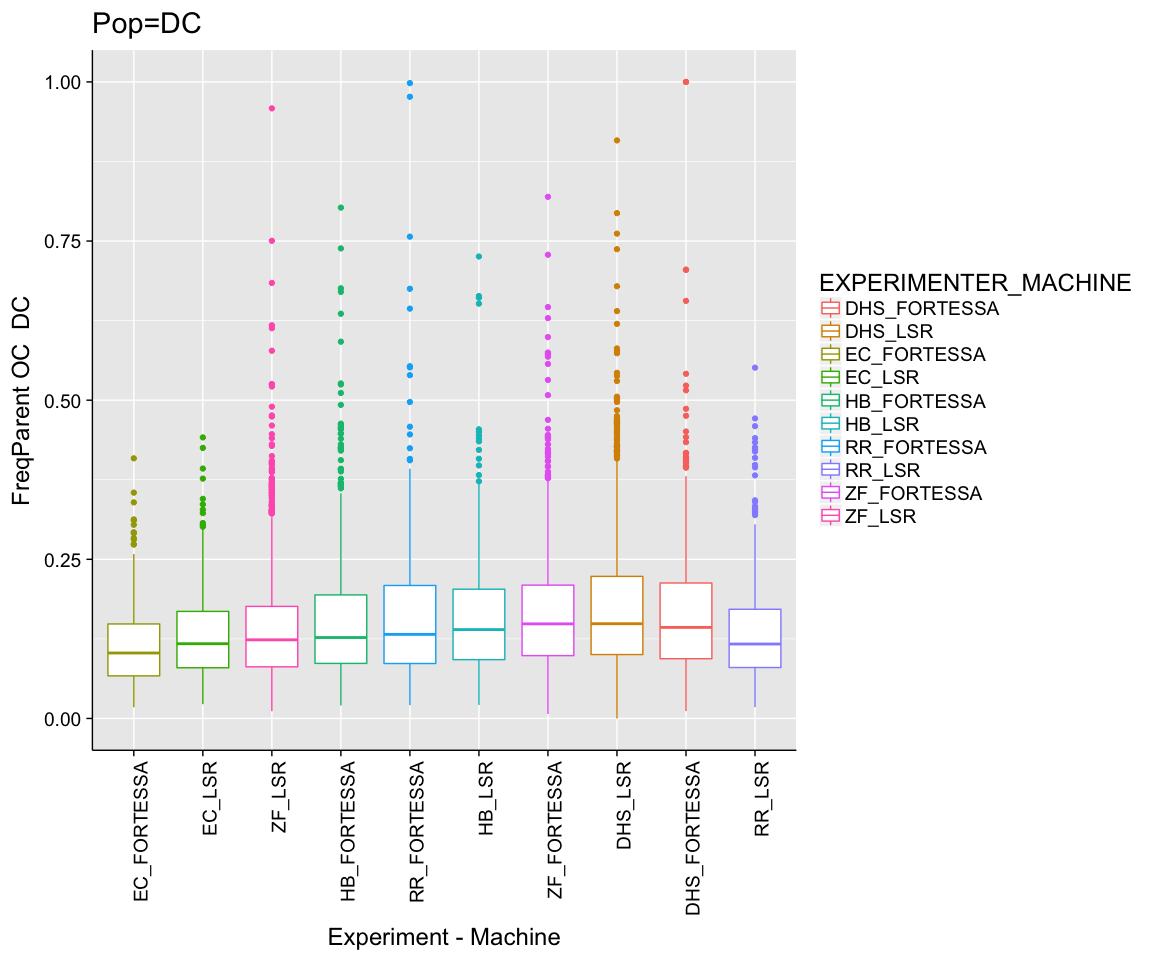 Pop=DC
1.00
0.75
0.50
0.25
0.00
FreqParent OC  DC
EC_FORTESSA
EC_LSR
ZF_LSR
HB_FORTESSA
RR_FORTESSA
HB_LSR
ZF_FORTESSA
DHS_LSR
DHS_FORTESSA
RR_LSR
Experiment - Machine
EXPERIMENTER_MACHINE
DHS_FORTESSA
DHS_LSR
EC_FORTESSA
EC_LSR
HB_FORTESSA
HB_LSR
RR_FORTESSA
RR_LSR
ZF_FORTESSA
ZF_LSR